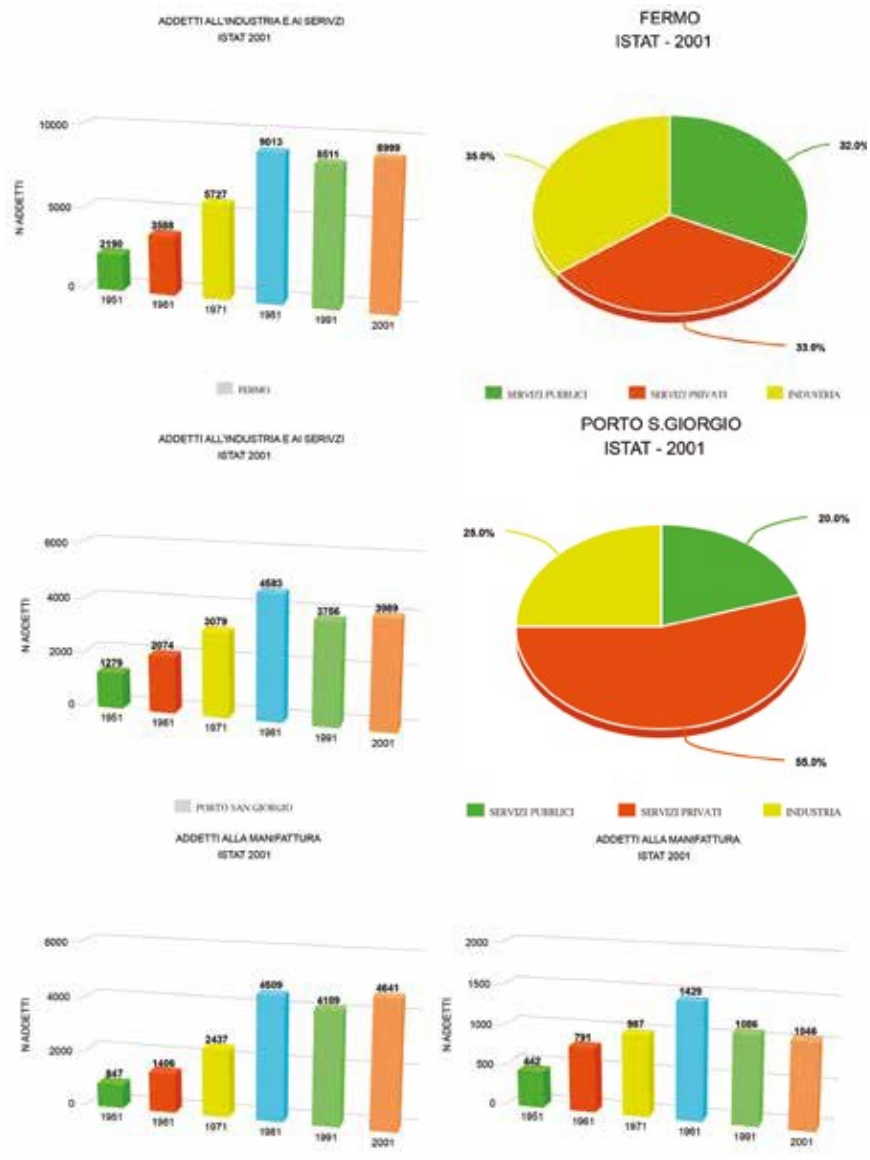 ADDETTI ALL'INDUSTRIA E AI SERIVZI
ISTAT 2001
N ADDETTI
10000
5000
0
2190
3588
5727
9013
8511
8999
1951
1961
1971
1981
1991
2001
FERMO
FERMO
ISTAT - 2001
35.0%
32.0%
33.0%
SERVIZI PUBBLICI
SERVIZI PRIVATI
INDUSTRIA
ADDETTI ALL'INDUSTRIA E AI SERIVZI
ISTAT 2001
N ADDETTI
6000
4000
2000
0
1279
2074
3079
4583
3756
3989
1951
1961
1971
1981
1991
2001
PORTO SAN GIORGIO
PORTO S.GIORGIO
ISTAT - 2001
25.0%
20.0%
55.0%
SERVIZI PUBBLICI
SERVIZI PRIVATI
INDUSTRIA
ADDETTI ALLA MANIFATTURA
ISTAT 2001
N ADDETTI
6000
4000
2000
0
847
1406
2437
4509
4109
4641
1951
1961
1971
1981
1991
2001
ADDETTI ALLA MANIFATTURA
ISTAT 2001
N ADDETTI
2000
1500
1000
500
0
442
791
987
1429
1086
1046
1951
1961
1971
1981
1991
2001